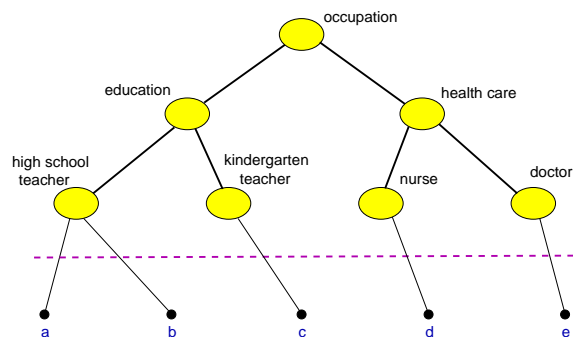 occupation
education
health care
high school
teacher
kindergarten
teacher
nurse
doctor
a
b
c
d
e